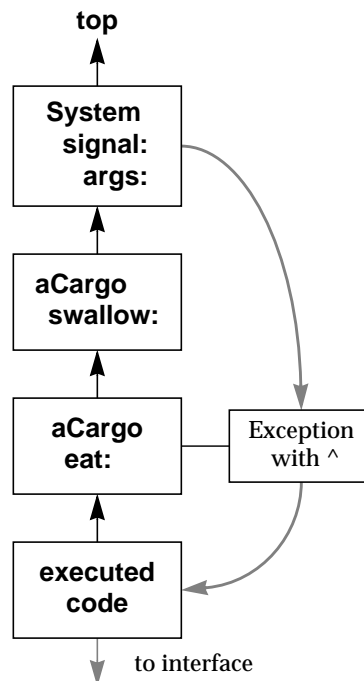 top
System
signal:
args:
aCargo
swallow:
aCargo
eat:
Exception
with ^
executed
code
to interface